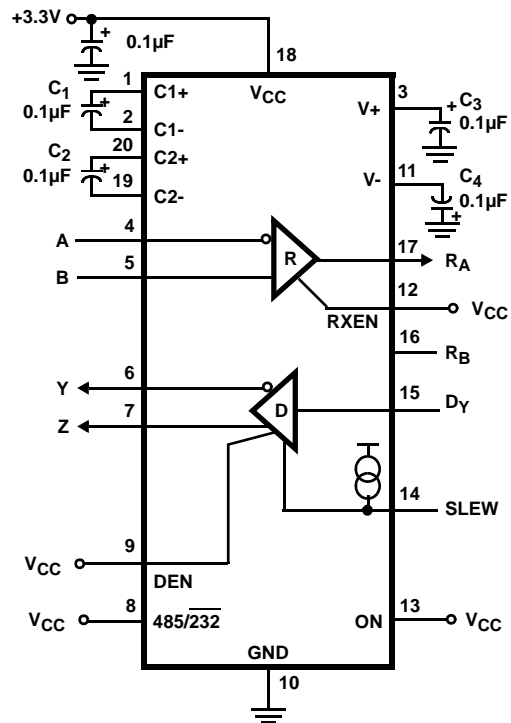 +3.3V
+
0.1µF
18
VCC
C1
0.1µF
+
1
C1+
2
C1-
C2
0.1µF
+
20
C2+
19
C2-
3
V+
+
C3
0.1µF
11
V-
C4
0.1µF
+
A
4
B
5
R
17
RA
RXEN
12
VCC
16
RB
Y
6
Z
7
D
15
DY
14
SLEW
VCC
9
DEN
VCC
8
485/232
ON
13
VCC
GND
10